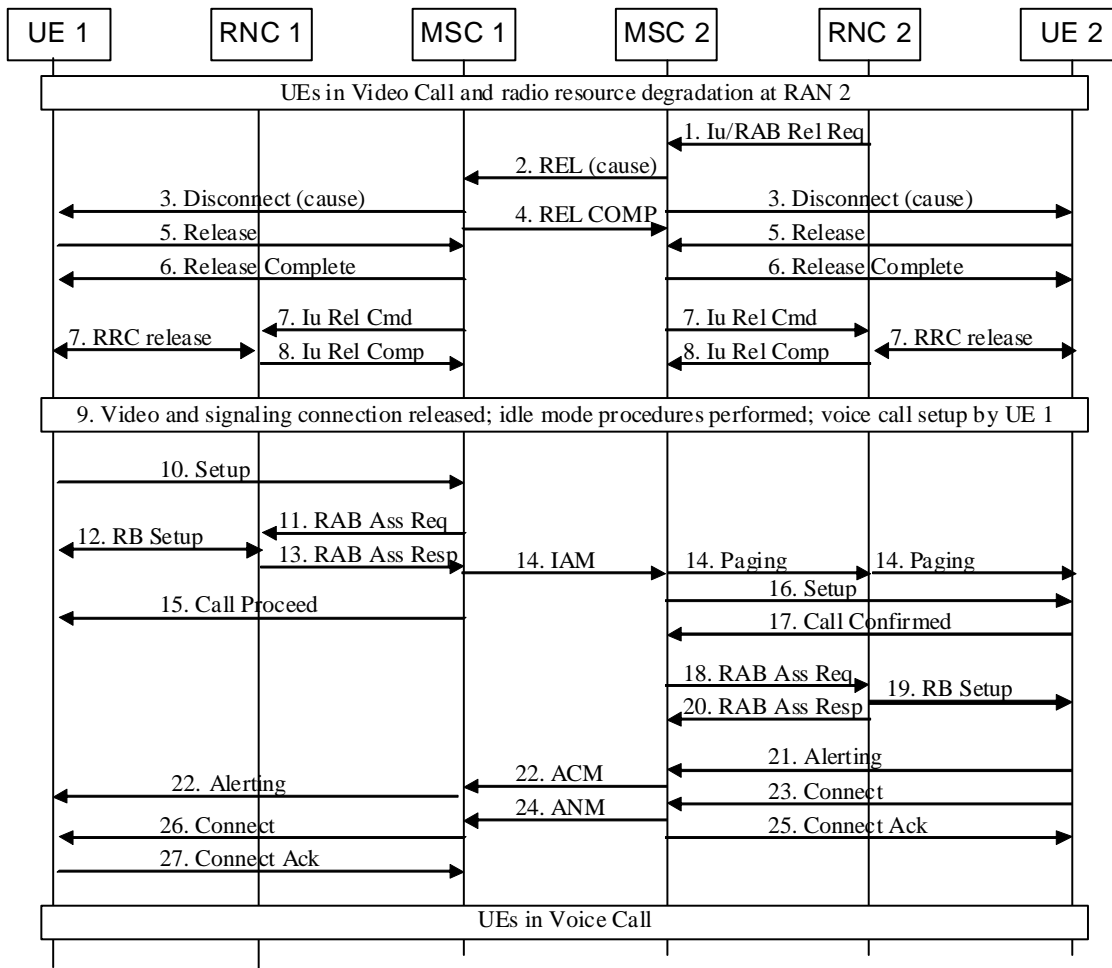 UE 1
RNC 1
MSC 1
MSC 2
RNC 2
UE 2
UEs in Video Call and radio resource degradation at RAN 2
1. Iu/RAB Rel Req
2. REL (cause)
3. Disconnect (cause)
4. REL COMP
3. Disconnect (cause)
5. Release
5. Release
6. Release Complete
6. Release Complete
7. RRC release
7. Iu Rel Cmd
7. Iu Rel Cmd
7. RRC release
8. Iu Rel Comp
8. Iu Rel Comp
9. Video and signaling connection released; idle mode procedures performed; voice call setup by UE 1
10. Setup
11. RAB Ass Req
12. RB Setup
13. RAB Ass Resp
14. IAM
14. Paging
14. Paging
15. Call Proceed
16. Setup
17. Call Confirmed
18. RAB Ass Req
19. RB Setup
20. RAB Ass Resp
21. Alerting
22. Alerting
22. ACM
23. Connect
24. ANM
26. Connect
25. Connect Ack
27. Connect Ack
UEs in Voice Call